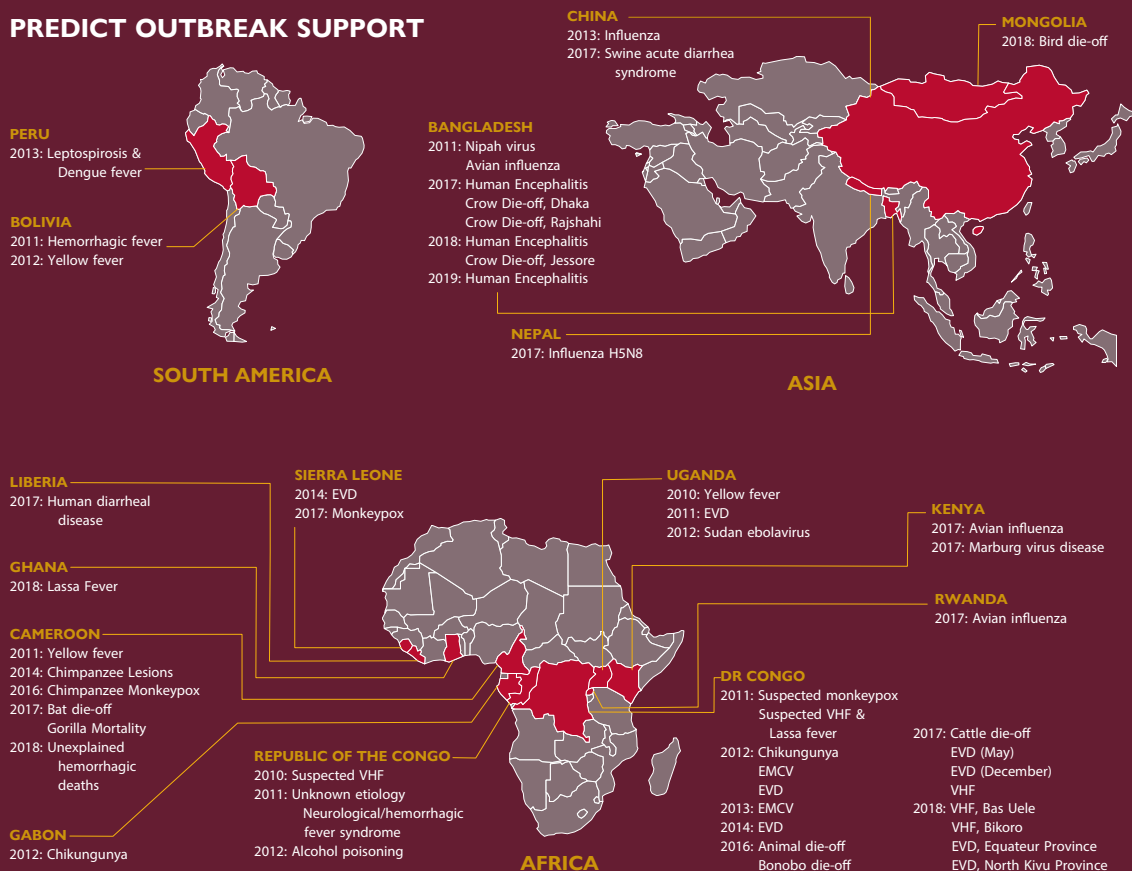 PREDICT OUTBREAK SUPPORT
PERU
2013: Leptospirosis &
Dengue fever
BOLIVIA
2011: Hemorrhagic fever
2012: Yellow fever
SOUTH AMERICA
CHINA
2013: Influenza
2017: Swine acute diarrhea
syndrome
MONGOLIA
2018: Bird die-off
BANGLADESH
2011: Nipah virus
Avian influenza
2017: Human Encephalitis
Crow Die-off, Dhaka
Crow Die-off, Rajshahi
2018: Human Encephalitis
Crow Die-off, Jessore
2019: Human Encephalitis
NEPAL
2017: Influenza H5N8
ASIA
LIBERIA
2017: Human diarrheal
disease
GHANA
2018: Lassa Fever
CAMEROON
2011: Yellow fever
2014: Chimpanzee Lesions
2016: Chimpanzee Monkeypox
2017: Bat die-off
Gorilla Mortality
2018: Unexplained
hemorrhagic
deaths
GABON
2012: Chikungunya
SIERRA LEONE
2014: EVD
2017: Monkeypox
REPUBLIC OF THE CONGO
2010: Suspected VHF
2011: Unknown etiology
Neurological/hemorrhagic
fever syndrome
2012: Alcohol poisoning
UGANDA
2010: Yellow fever
2011: EVD
2012: Sudan ebolavirus
KENYA
2017: Avian influenza
2017: Marburg virus disease
RWANDA
2017: Avian influenza
DR CONGO
2011: Suspected monkeypox
Suspected VHF &
Lassa fever
2012: Chikungunya
EMCV
EVD
2013: EMCV
2014: EVD
2016: Animal die-off
Bonobo die-off
2017: Cattle die-off
EVD (May)
EVD (December)
VHF
2018: VHF, Bas Uele
VHF, Bikoro
EVD, Equateur Province
EVD, North Kivu Province
AFRICA